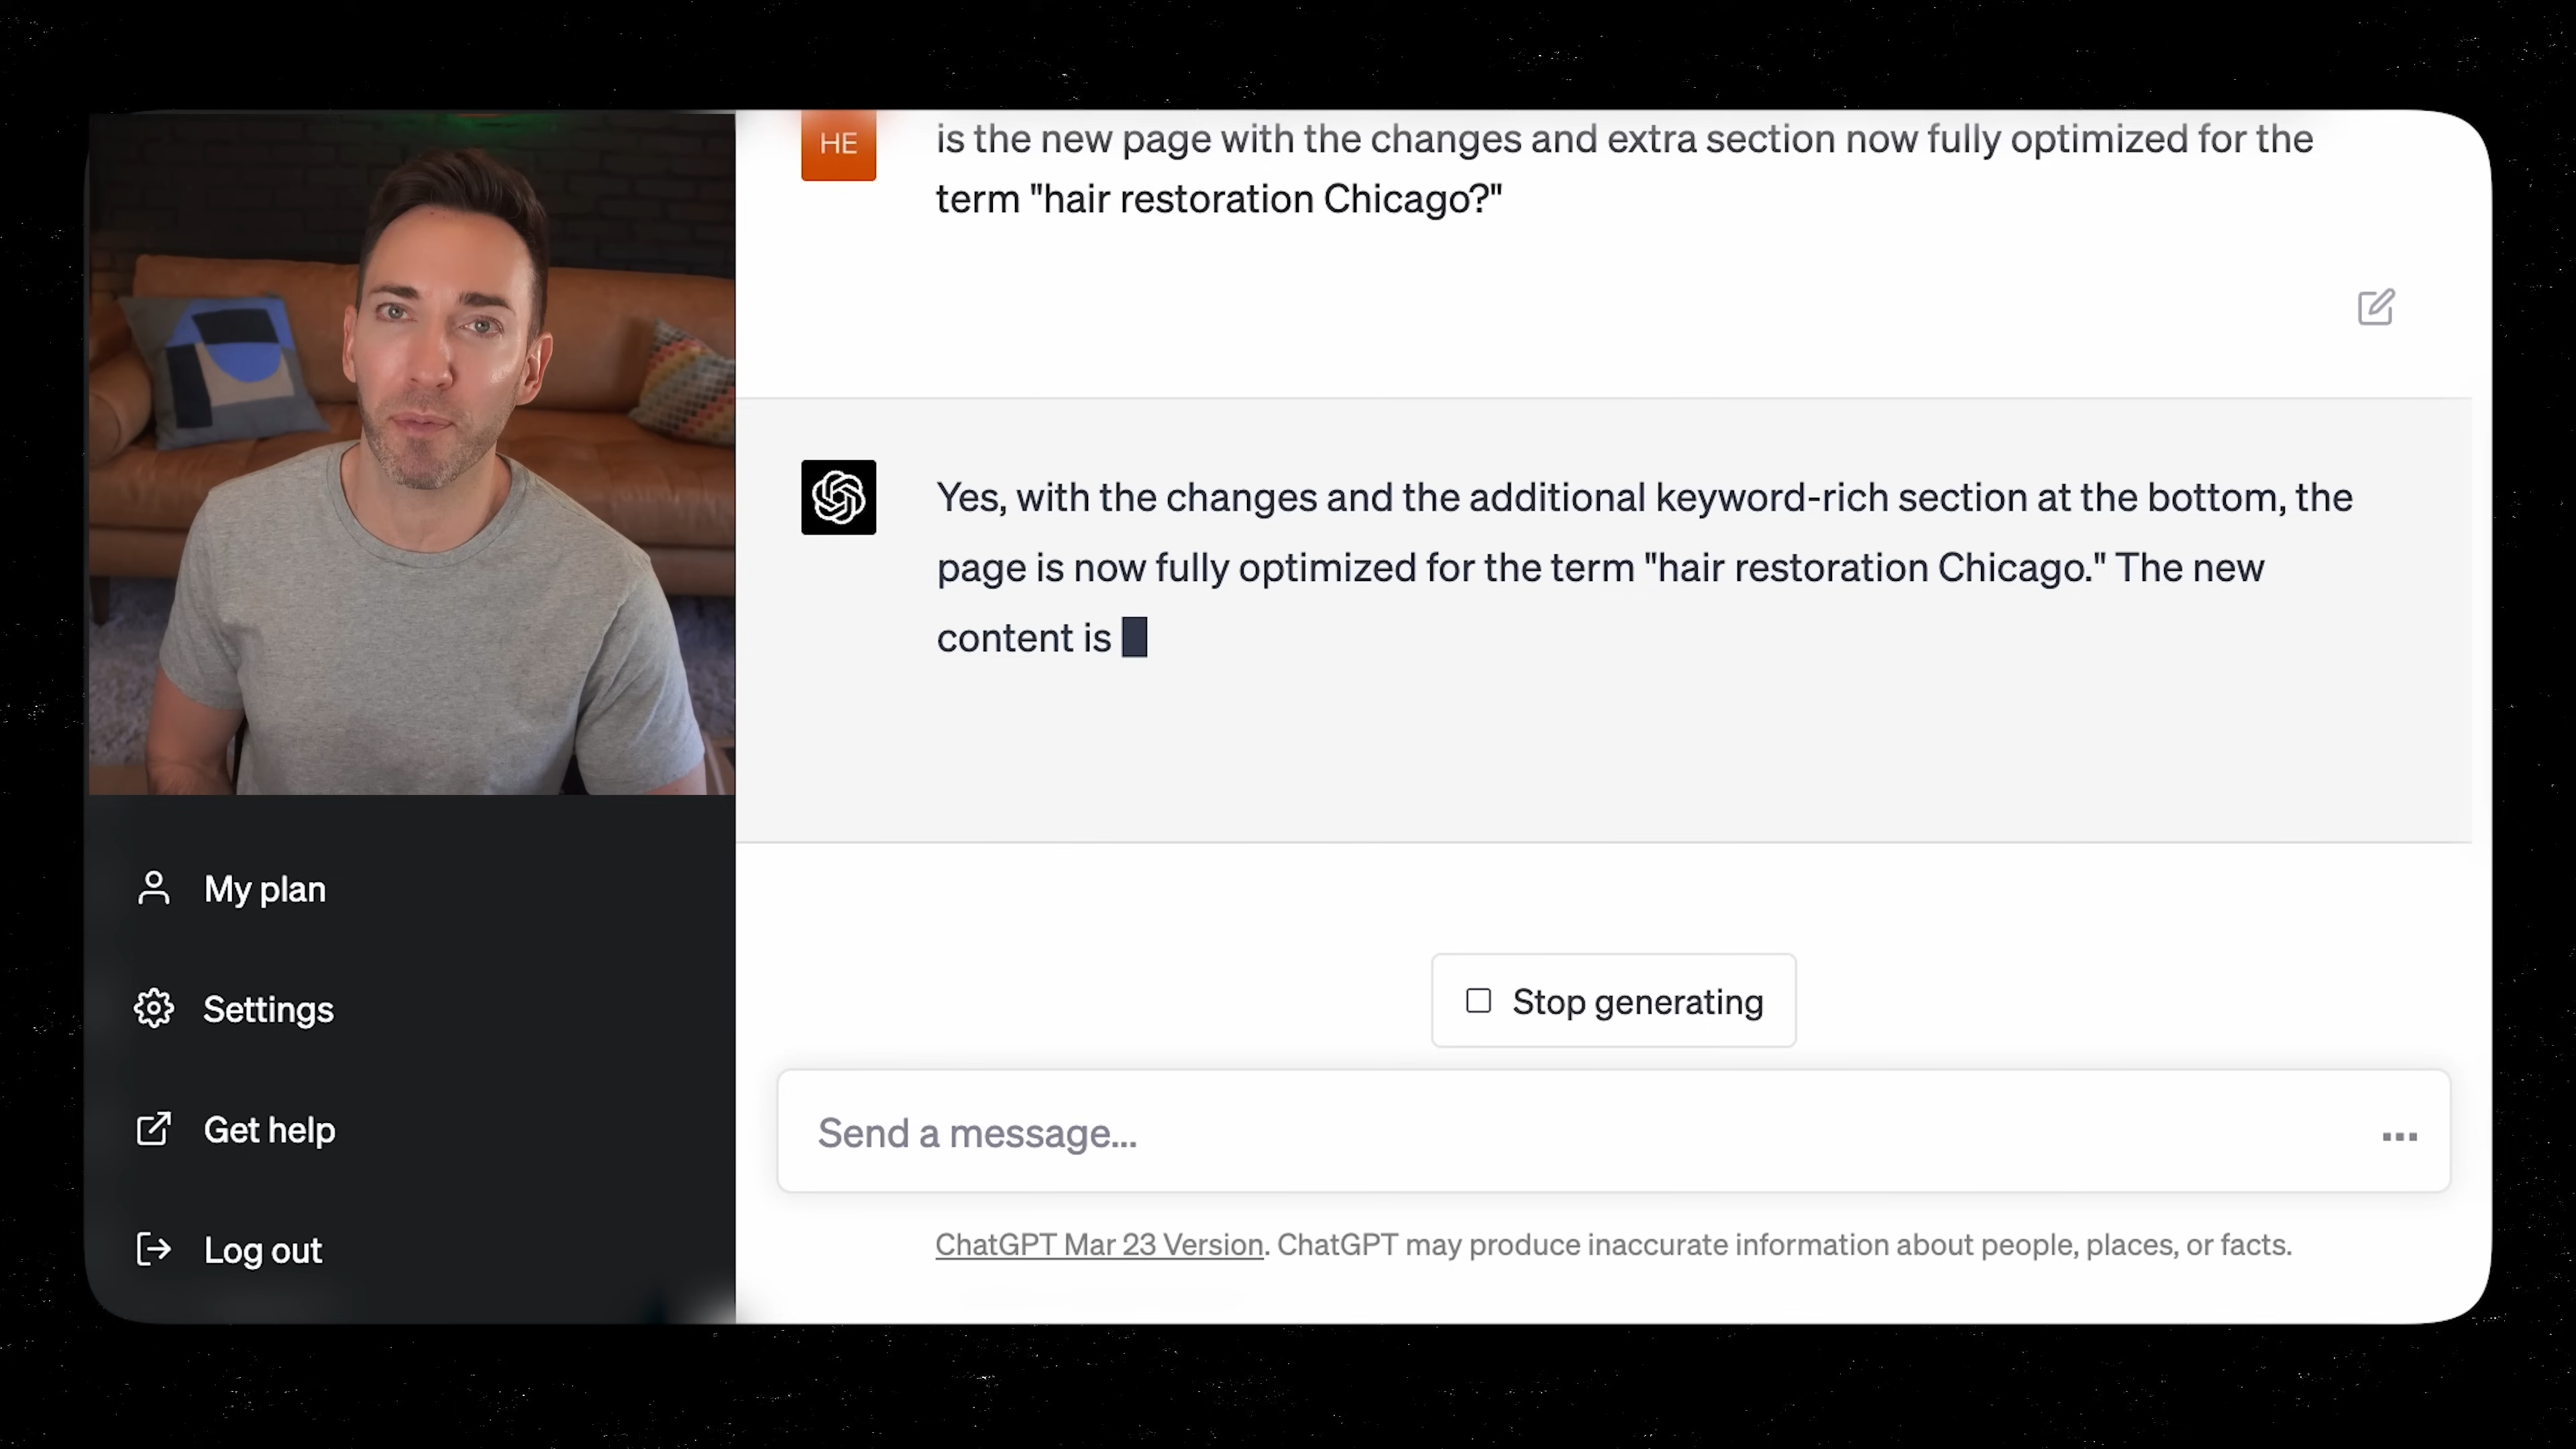 HE
is the new page with the changes and extra section now fully optimized for the
term "hair restoration Chicago?"
Yes, with the changes and the additional keyword-rich section at the bottom, the
page is now fully optimized for the term "hair restoration Chicago." The new
content is
My plan
Settings
Get help
Log out
Stop generating
Send a message...
ChatGPT Mar 23 Version. ChatGPT may produce inaccurate information about people, places, or facts.